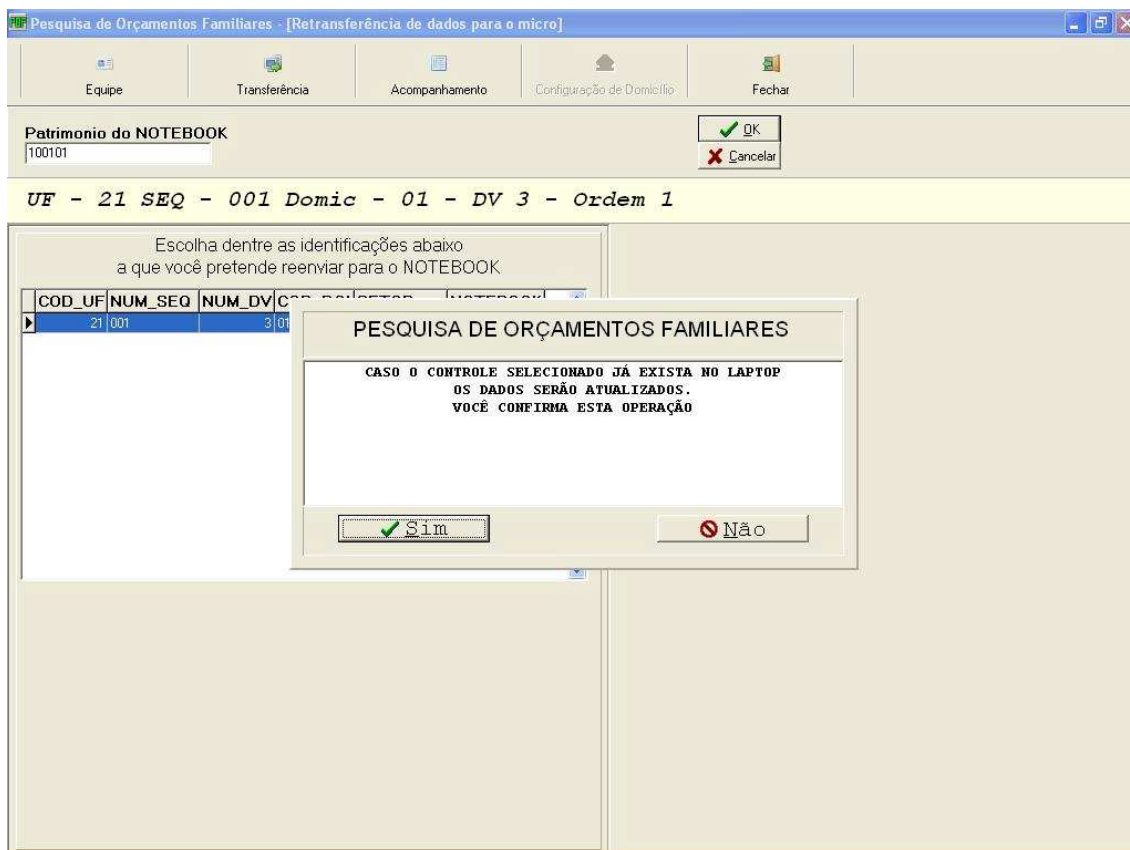 POF Pesquisa de Orçamentos Familiares - [Retransferência de dados para o micro]
Equipe Transferência Acompanhamento Configuração de Domicílio Fechar
Patrimonio do NOTEBOOK
100101
OK
Cancelar
UF - 21 SEQ - 001 Domic - 01 - DV 3 - Ordem 1
Escolha dentre as identificações abaixo
a que você pretende reenviar para o NOTEBOOK
COD_UF NUM_SEQ NUM_DV
21 001 3 01
PESQUISA DE ORÇAMENTOS FAMILIARES
CASO O CONTROLE SELECIONADO JÁ EXISTA NO LAPTOP
OS DADOS SERÃO ATUALIZADOS.
VOCÊ CONFIRMA ESTA OPERAÇÃO
Sim Não